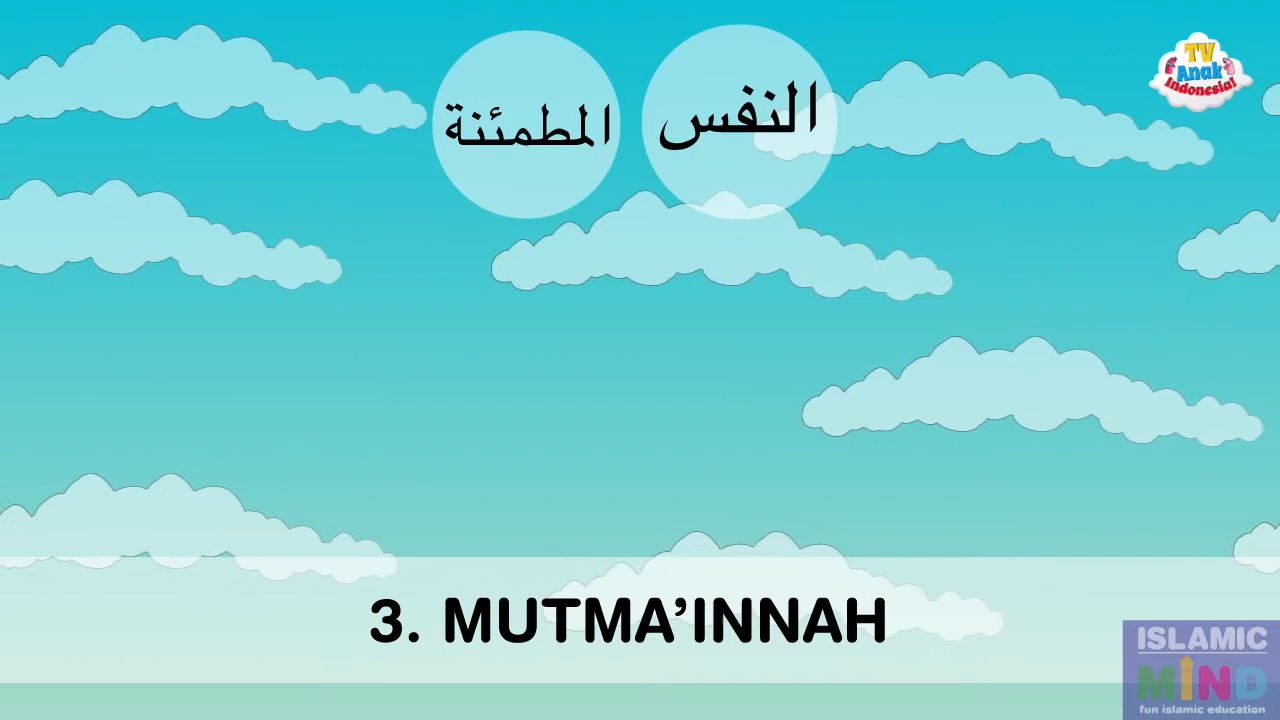 النفس المطمئنة
TV
Anak
Indonesia!
3. MUTMA’INNAH
ISLAMIC
MIND
fun islamic education